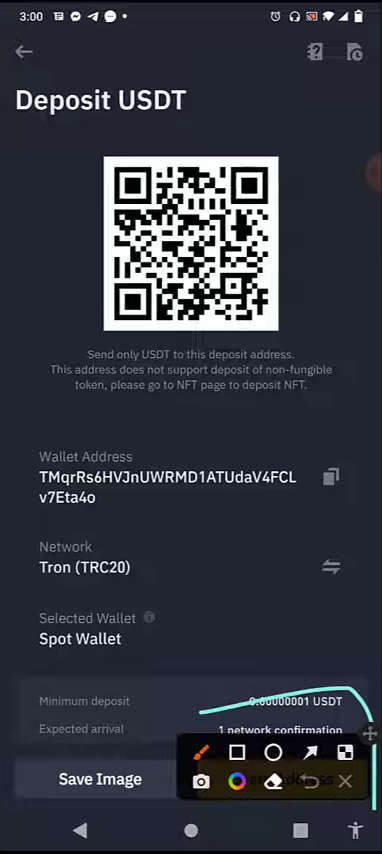 3:00
Deposit USDT
Send only USDT to this deposit address.
This address does not support deposit of non-fungible
token, please go to NFT page to deposit NFT.
Wallet Address
TMqrRs6HVJnUWRMD1ATUdaV4FCL
v7Eta4o
Network
Tron (TRC20)
Selected Wallet
Spot Wallet
Minimum deposit 0.00000001 USDT
Expected arrival 1 network confirmation
Save Image